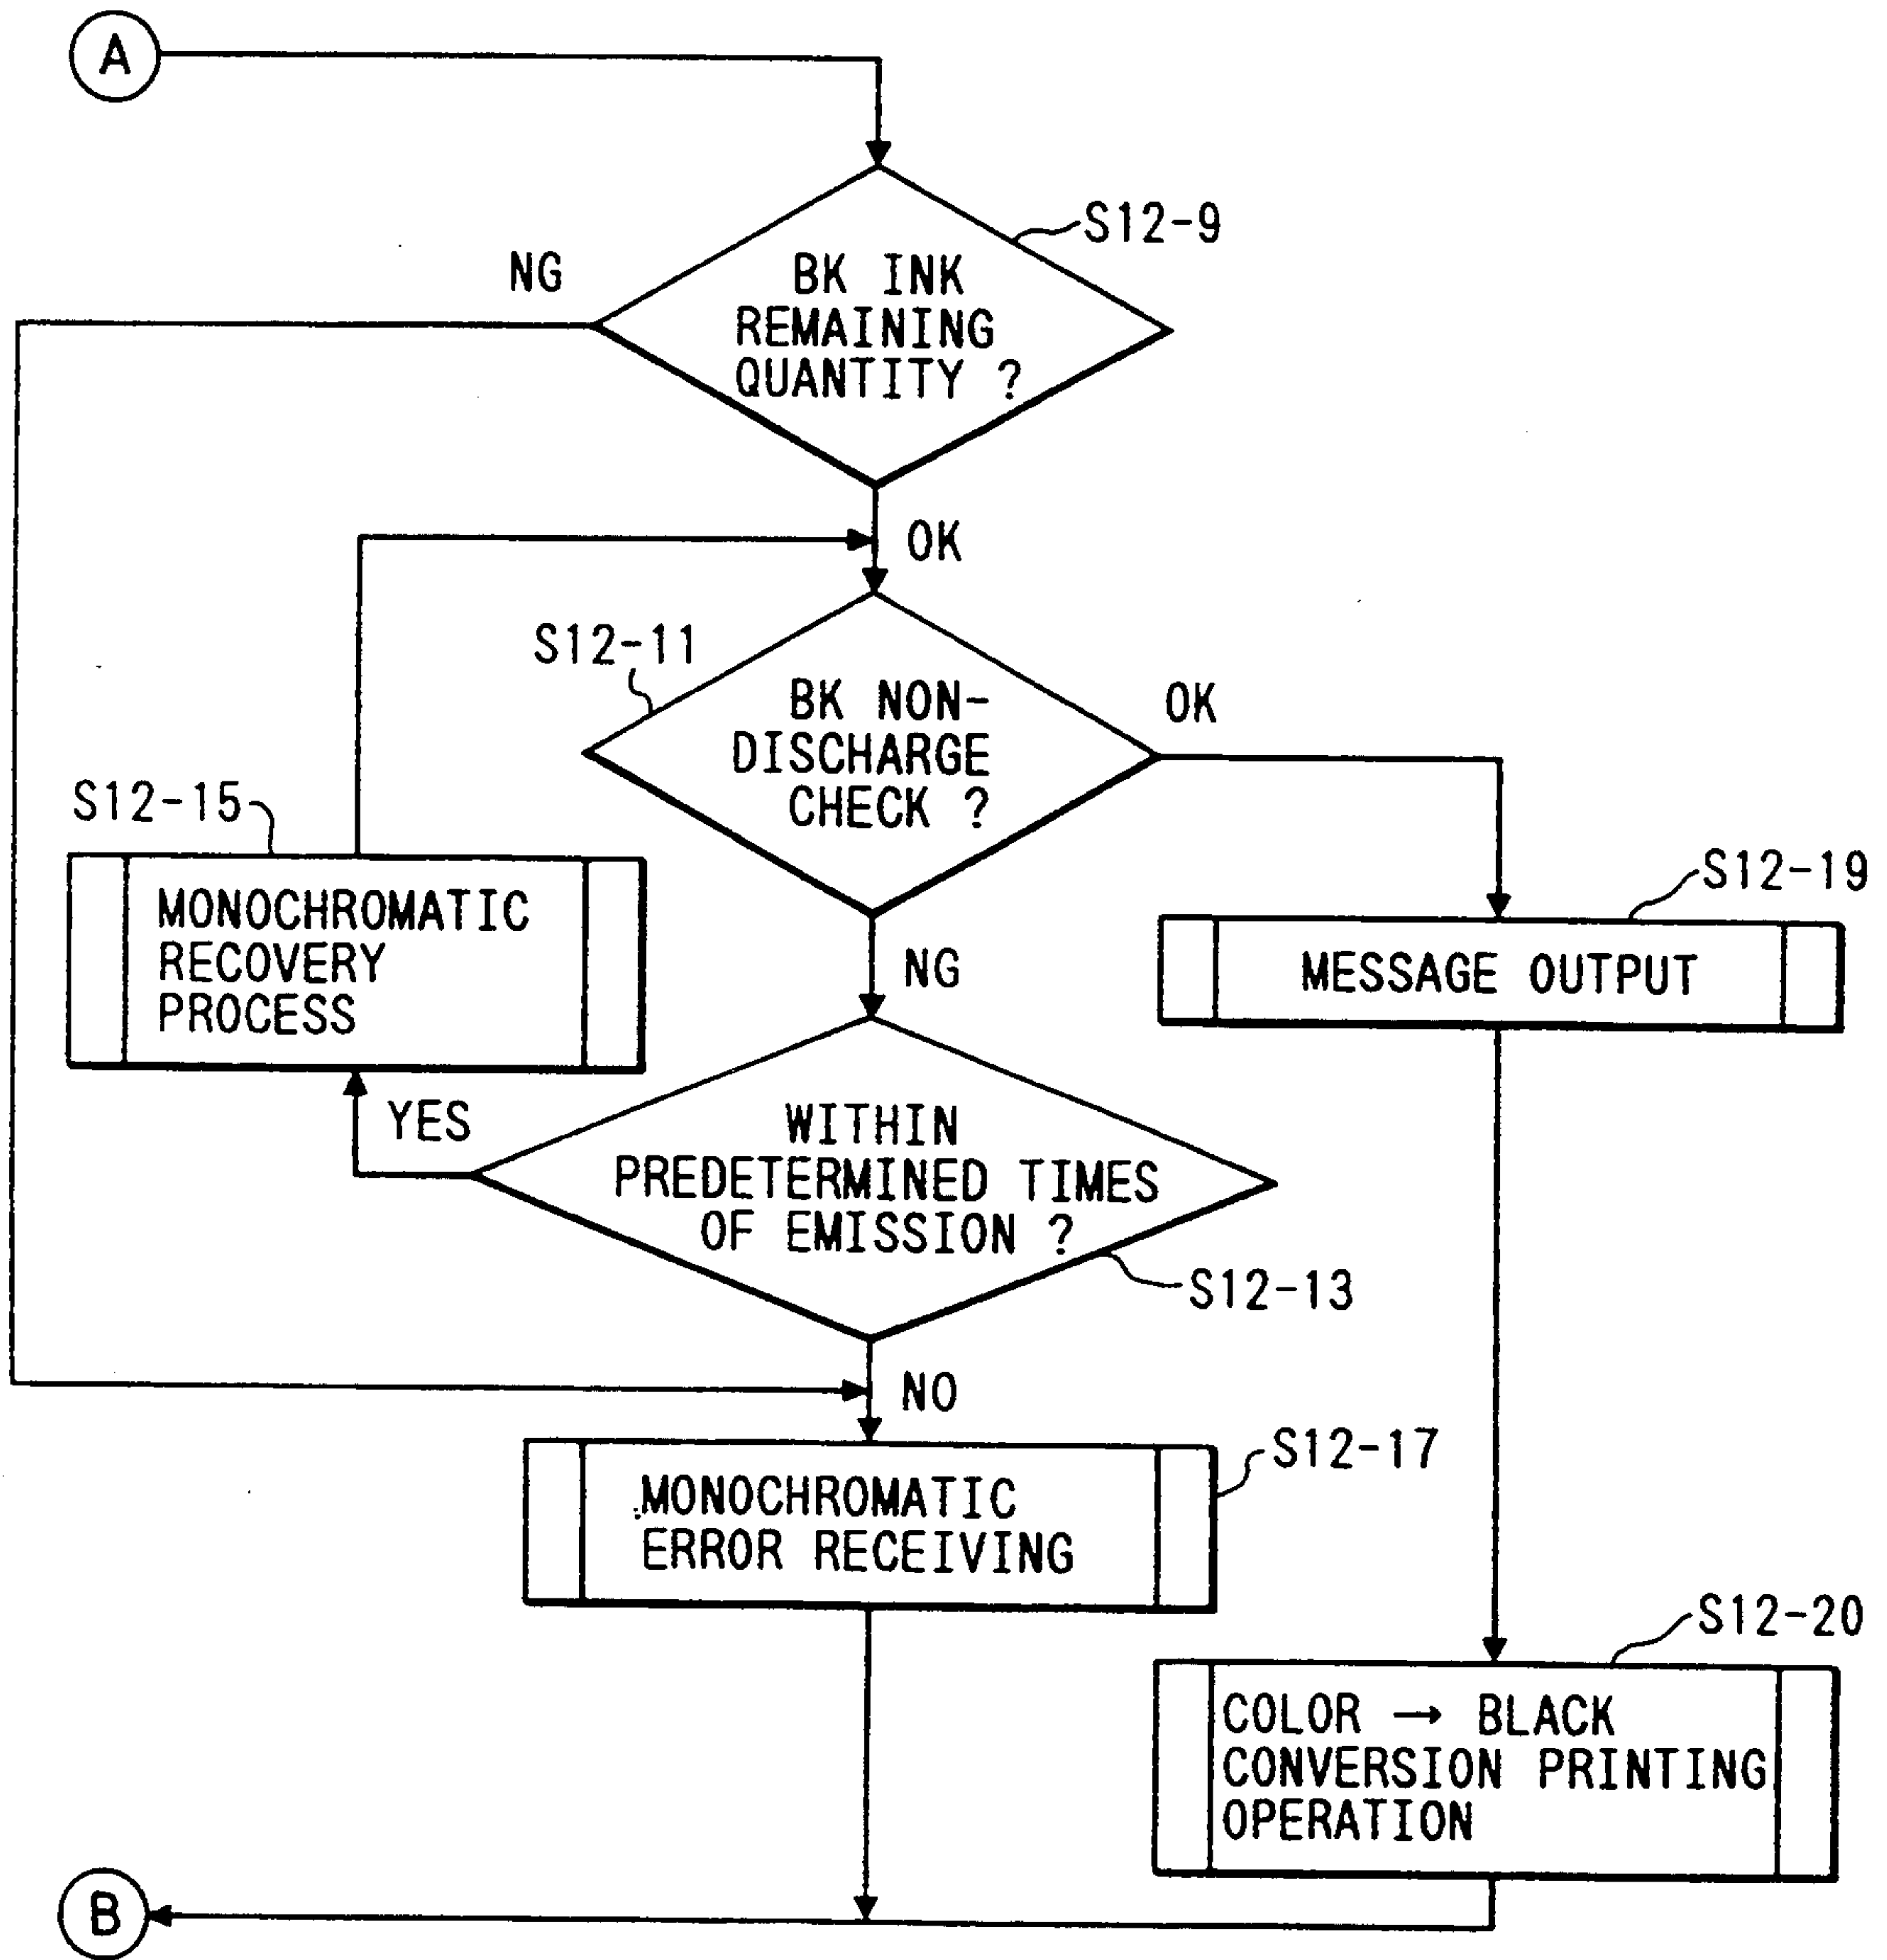 A
S12-9
NG
BK INK
REMAINING
QUANTITY ?
OK
S12-11
BK NON-
DISCHARGE
CHECK ?
OK
S12-15
MONOCHROMATIC
RECOVERY
PROCESS
S12-19
MESSAGE OUTPUT
NG
YES
WITHIN
PREDETERMINED TIMES
OF EMISSION ?
S12-13
NO
S12-17
MONOCHROMATIC
ERROR RECEIVING
S12-20
COLOR → BLACK
CONVERSION PRINTING
OPERATION
B